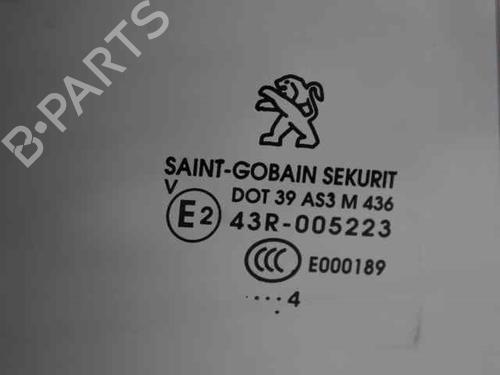 B-PARTS
SAINT-GOBAIN SEKURIT
V
DOT 39 AS3 M 436
E2
43R-005223
CCC
E000189
.... 4